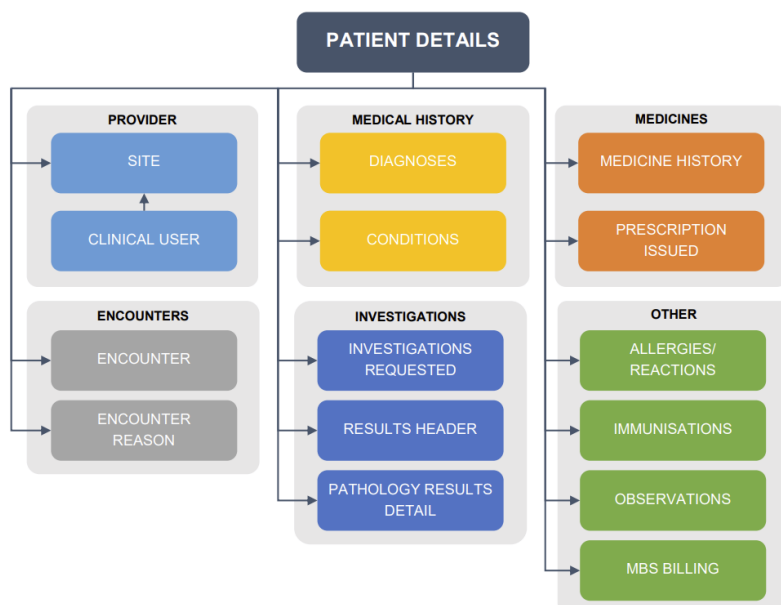 PATIENT DETAILS
PROVIDER
SITE
CLINICAL USER
MEDICAL HISTORY
DIAGNOSES
CONDITIONS
MEDICINES
MEDICINE HISTORY
PRESCRIPTION
ISSUED
ENCOUNTERS
ENCOUNTER
ENCOUNTER
REASON
INVESTIGATIONS
INVESTIGATIONS
REQUESTED
RESULTS HEADER
PATHOLOGY RESULTS
DETAIL
OTHER
ALLERGIES/
REACTIONS
IMMUNISATIONS
OBSERVATIONS
MBS BILLING